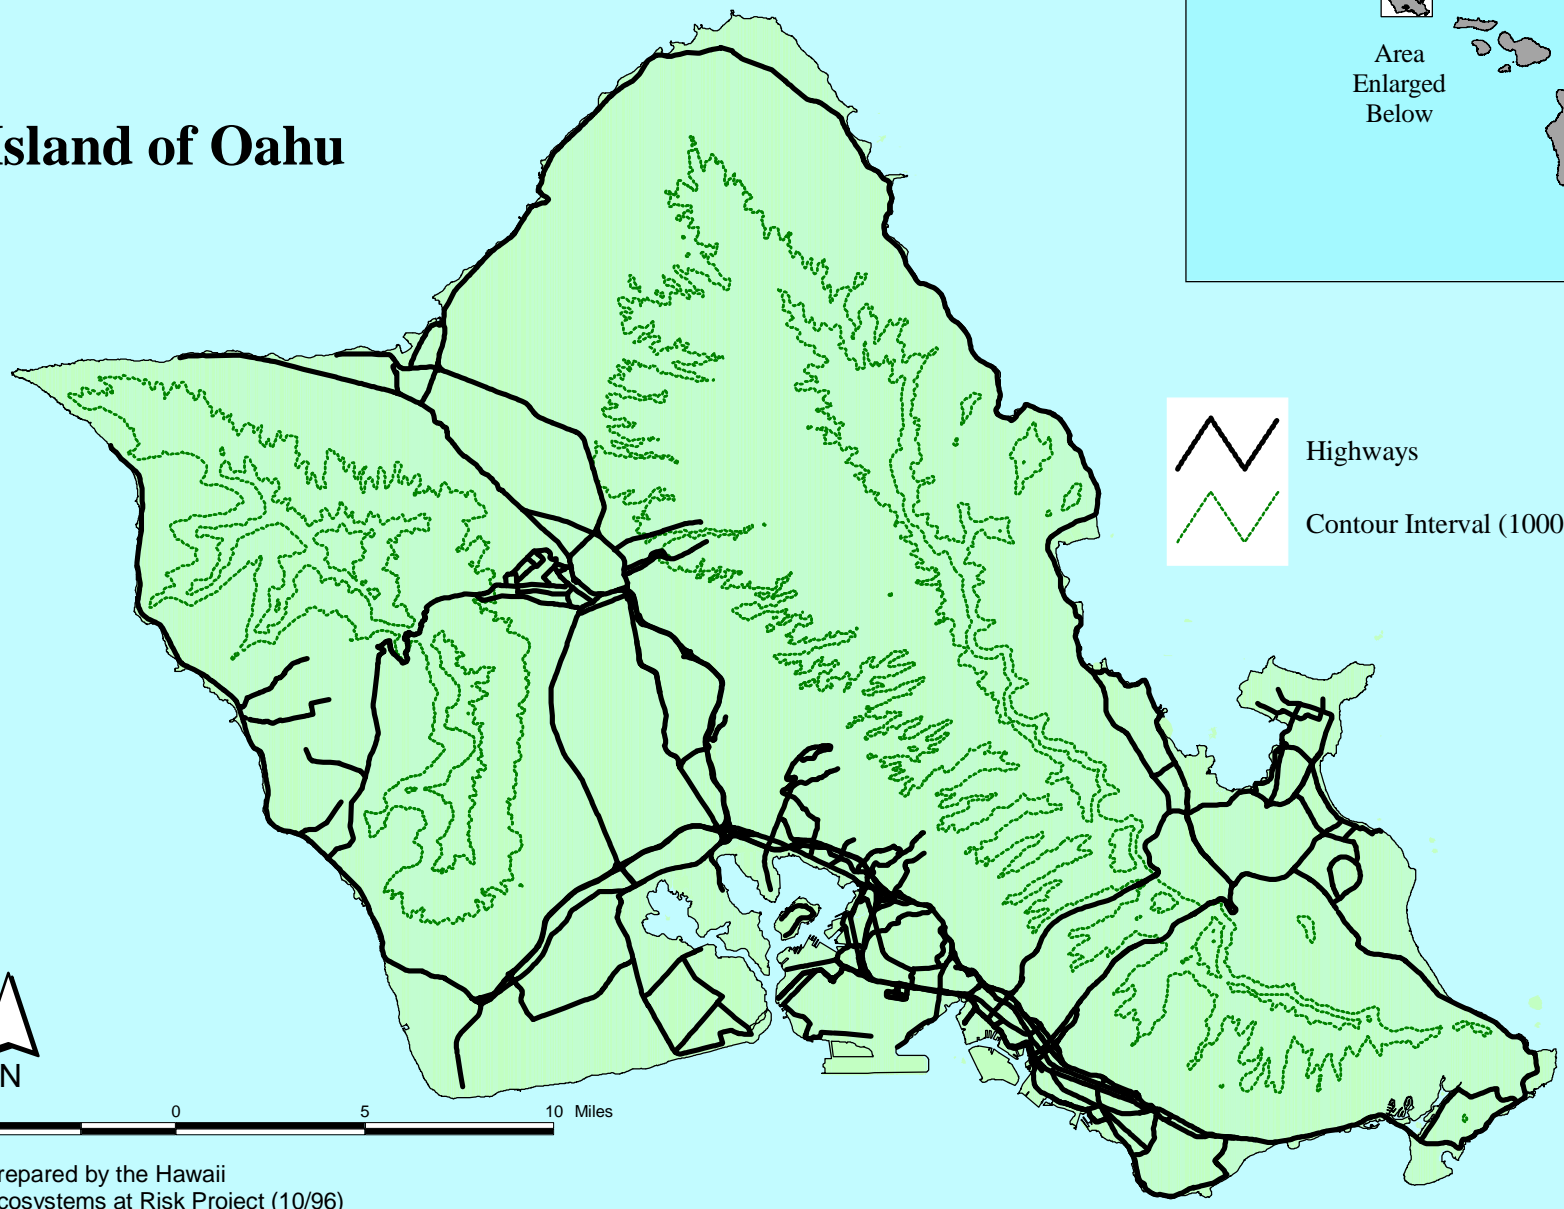 Area
Enlarged
Below
Island of Oahu
Highways
Contour Interval (1000
N
0 5 10 Miles
repared by the Hawaii
cosystems at Risk Project (10/96)